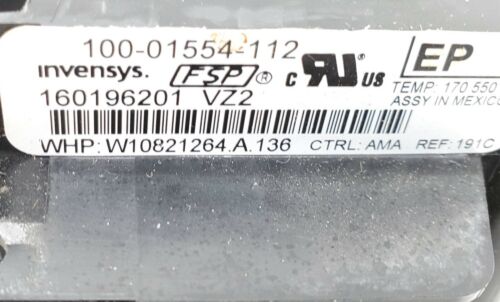 100-01554-112
invensys. FSP® c RU US EP
160196201 VZ2 TEMP: 170 550
ASSY IN MEXICO
WHP: W10821264.A.136 CTRL: AMA REF: 191C